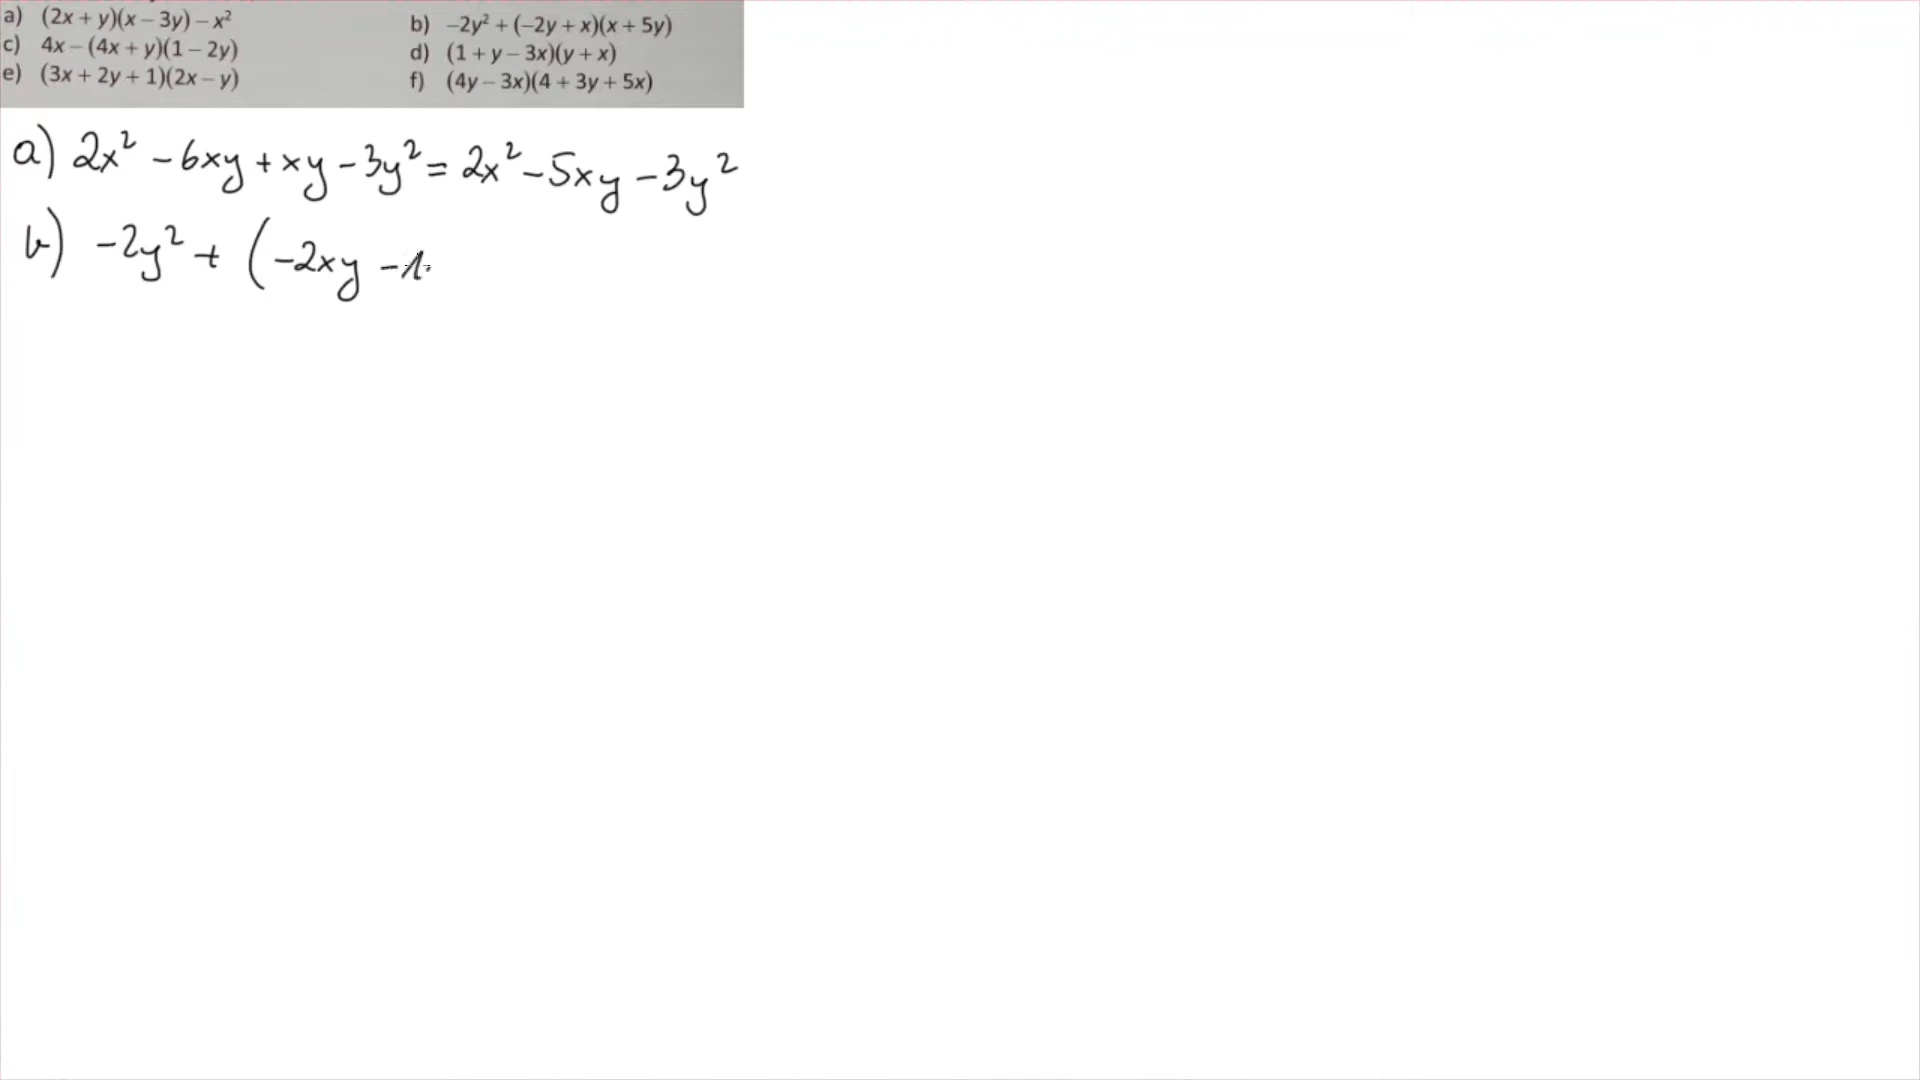 a) (2x + y)(x – 3y) – x² b) –2y² + (–2y + x)(x + 5y)
c) 4x – (4x + y)(1 – 2y) d) (1 + y – 3x)(y + x)
e) (3x + 2y + 1)(2x – y) f) (4y – 3x)(4 + 3y + 5x)
a) 2x² - 6xy + xy - 3y² = 2x² - 5xy - 3y²
b) -2y² + (-2xy - 1